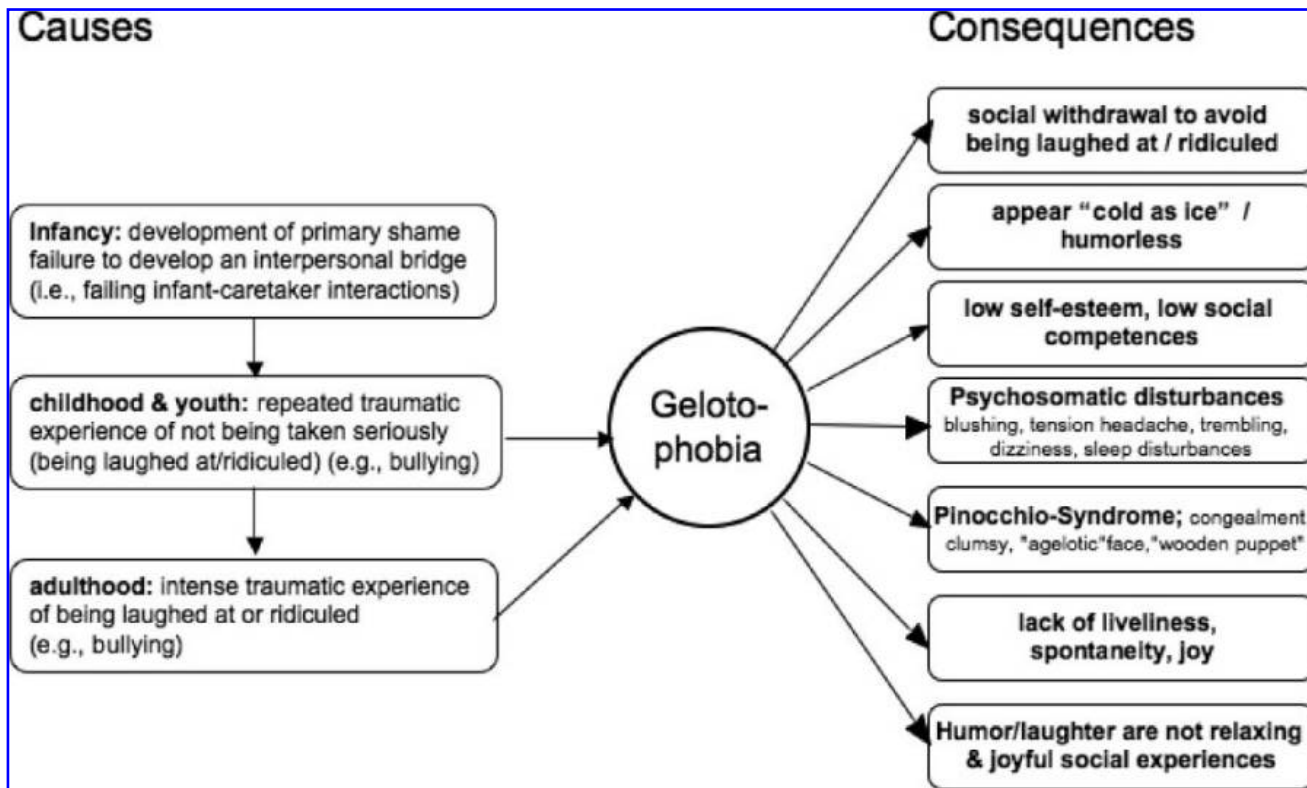 Causes
Consequences
Infancy: development of primary shame
failure to develop an interpersonal bridge
(i.e., failing infant-caretaker interactions)
childhood & youth: repeated traumatic
experience of not being taken seriously
(being laughed at/ridiculed) (e.g., bullying)
adulthood: intense traumatic experience
of being laughed at or ridiculed
(e.g., bullying)
Geloto-
phobia
social withdrawal to avoid
being laughed at / ridiculed
appear “cold as ice” /
humorless
low self-esteem, low social
competences
Psychosomatic disturbances
blushing, tension headache, trembling,
dizziness, sleep disturbances
Pinocchio-Syndrome; congealment
clumsy, "agelotic"face,"wooden puppet"
lack of liveliness,
spontaneity, joy
Humor/laughter are not relaxing
& joyful social experiences